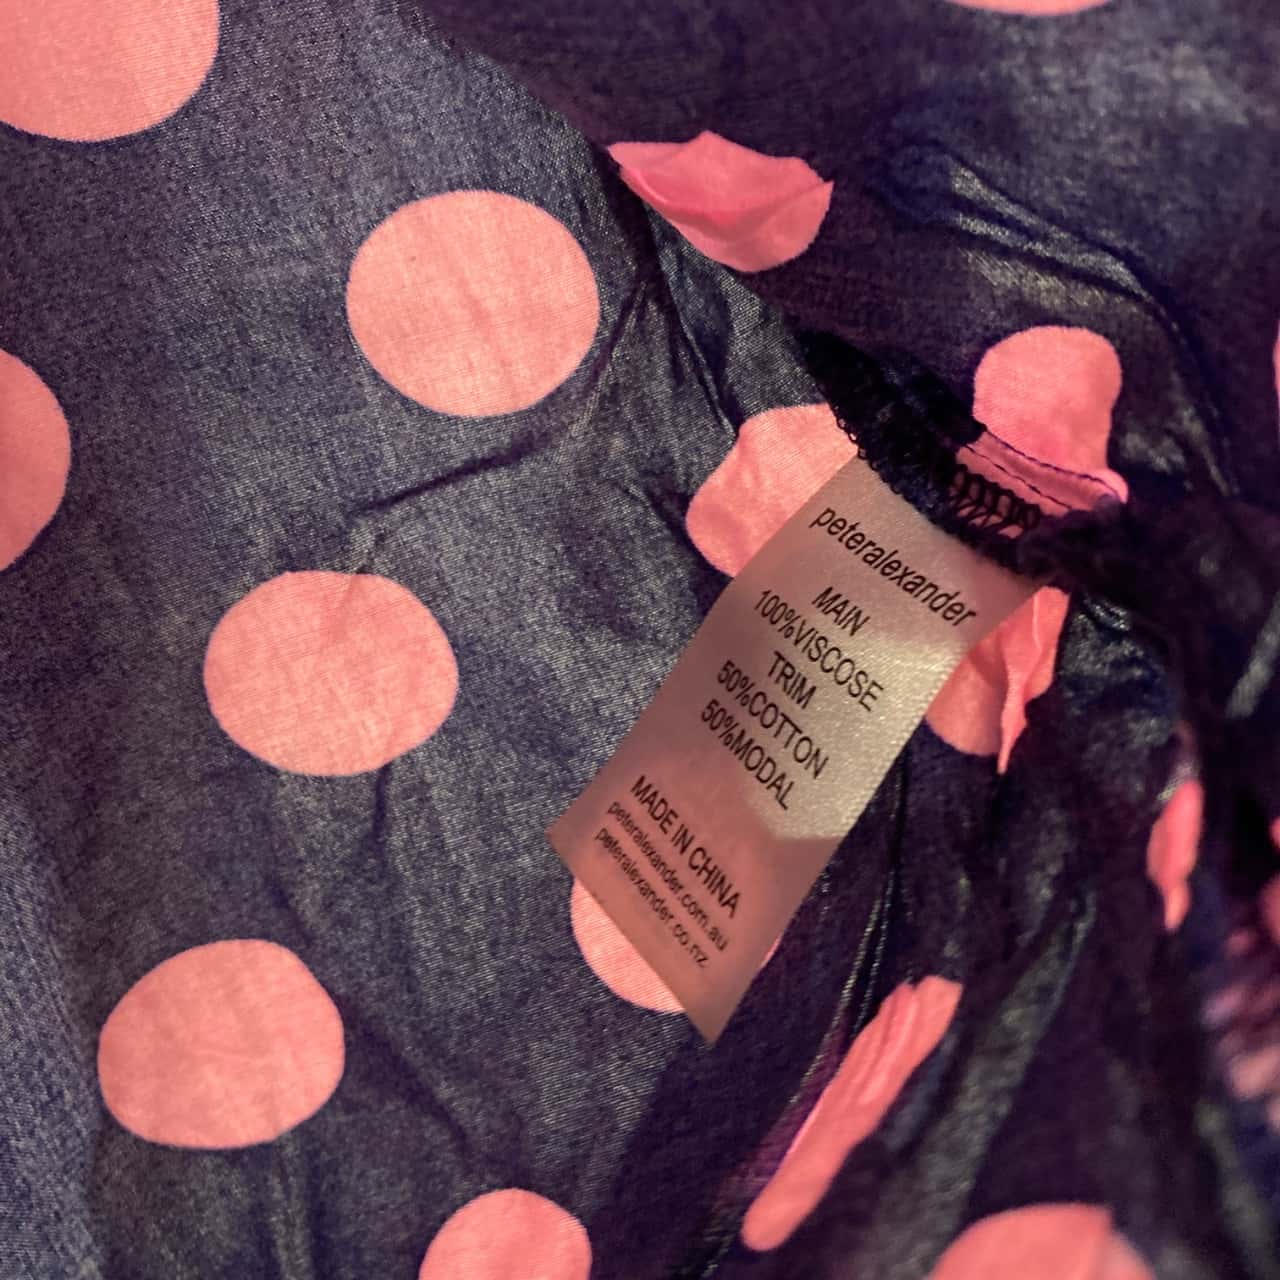 peteralexander
MAIN
100%VISCOSE
TRIM
50%COTTON
50%MODAL
MADE IN CHINA
peteralexander.com.au
peteralexander.co.nz